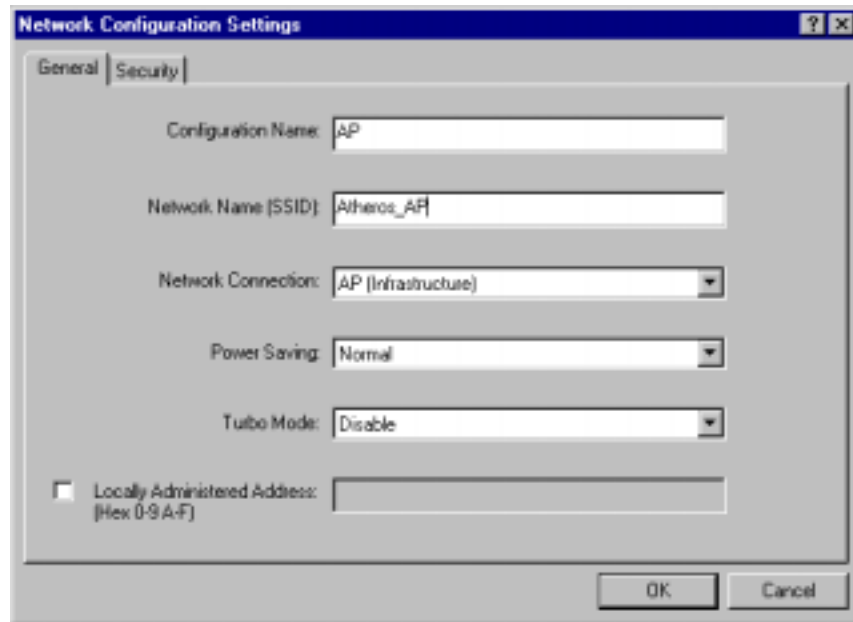 Network Configuration Settings
General
Security
Configuration Name: AP
Network Name (SSID): Atheros_AP
Network Connection: AP (Infrastructure)
Power Saving: Normal
Turbo Mode: Disable
Locally Administered Address:
(Hex 0-9 A-F)
OK
Cancel